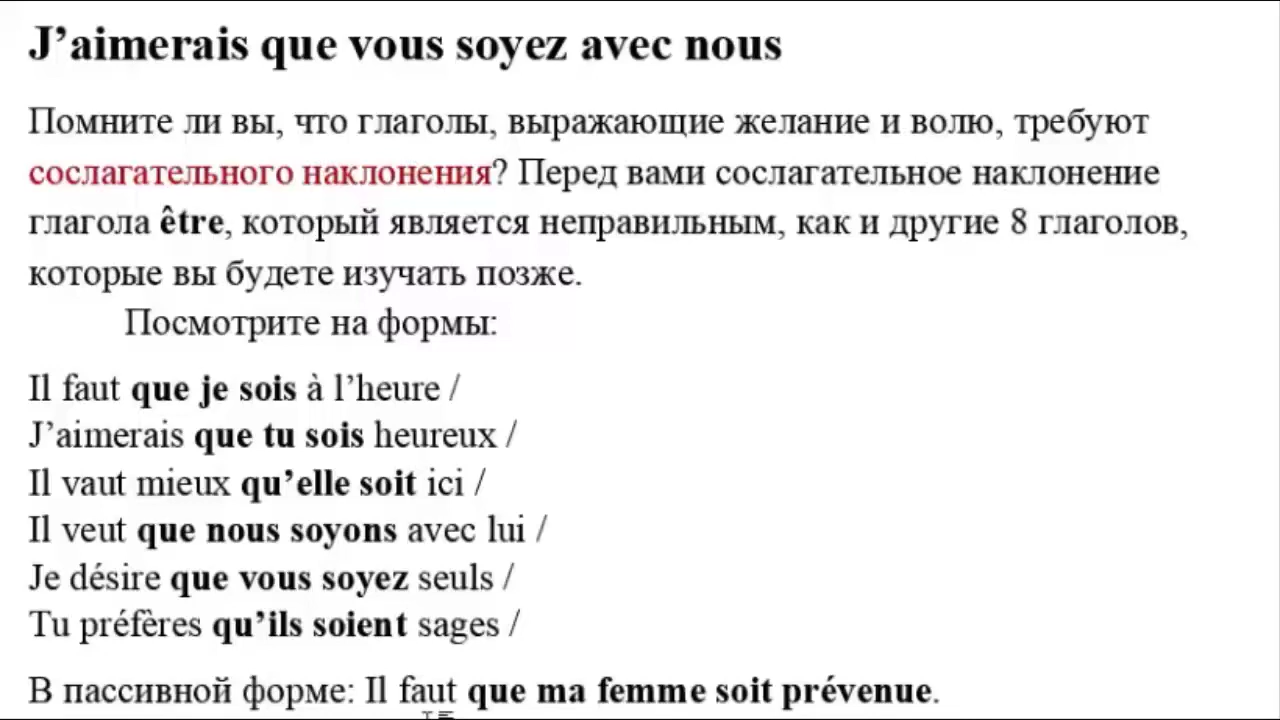 J’aimerais que vous soyez avec nous
Помните ли вы, что глаголы, выражающие желание и волю, требуют
сослагательного наклонения? Перед вами сослагательное наклонение
глагола être, который является неправильным, как и другие 8 глаголов,
которые вы будете изучать позже.
Посмотрите на формы:
Il faut que je sois à l’heure /
J’aimerais que tu sois heureux /
Il vaut mieux qu’elle soit ici /
Il veut que nous soyons avec lui /
Je désire que vous soyez seuls /
Tu préfères qu’ils soient sages /
В пассивной форме: Il faut que ma femme soit prévenue.